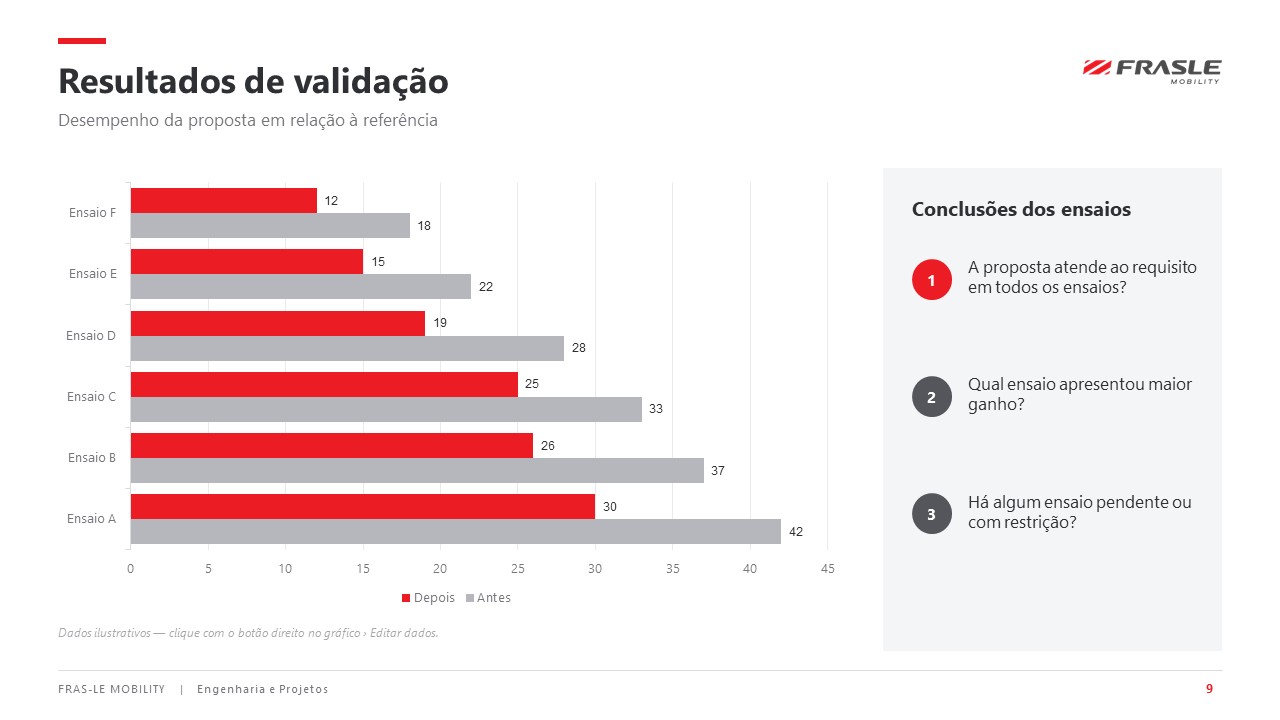 Resultados de validação
FRASLE
MOBILITY
Desempenho da proposta em relação à referência
Ensaio F
12
18
Ensaio E
15
22
Ensaio D
19
28
Ensaio C
25
33
Ensaio B
26
37
Ensaio A
30
42
0 5 10 15 20 25 30 35 40 45
Depois Antes
Dados ilustrativos — clique com o botão direito no gráfico › Editar dados.
Conclusões dos ensaios
1
A proposta atende ao requisito
em todos os ensaios?
2
Qual ensaio apresentou maior
ganho?
3
Há algum ensaio pendente ou
com restrição?
FRAS-LE MOBILITY | Engenharia e Projetos
9